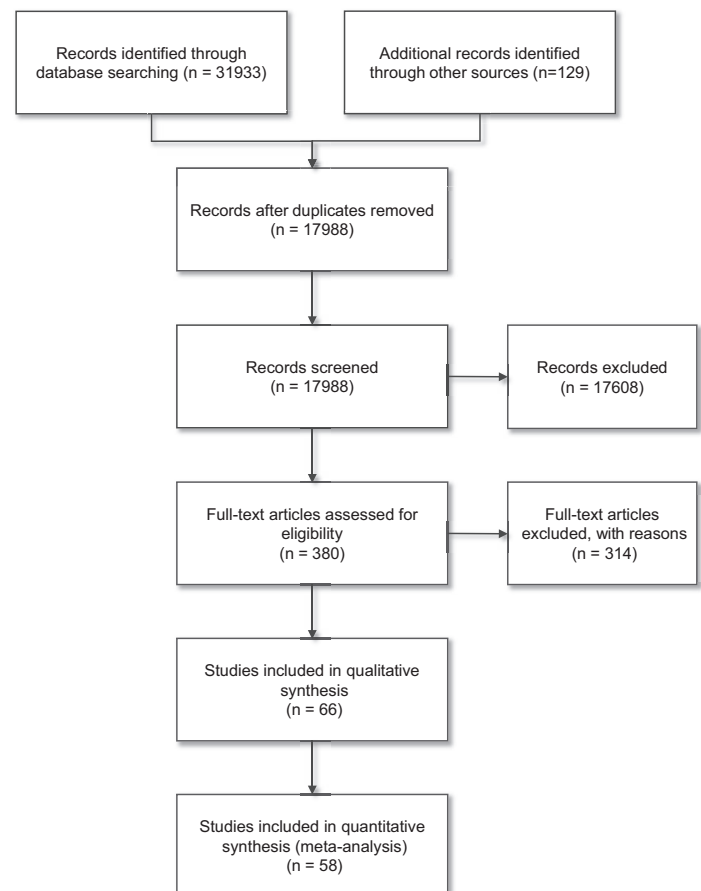 Records identified through
database searching (n = 31933)
Additional records identified
through other sources (n=129)
Records after duplicates removed
(n = 17988)
Records screened
(n = 17988)
Records excluded
(n = 17608)
Full-text articles assessed for
eligibility
(n = 380)
Full-text articles
excluded, with reasons
(n = 314)
Studies included in qualitative
synthesis
(n = 66)
Studies included in quantitative
synthesis (meta-analysis)
(n = 58)